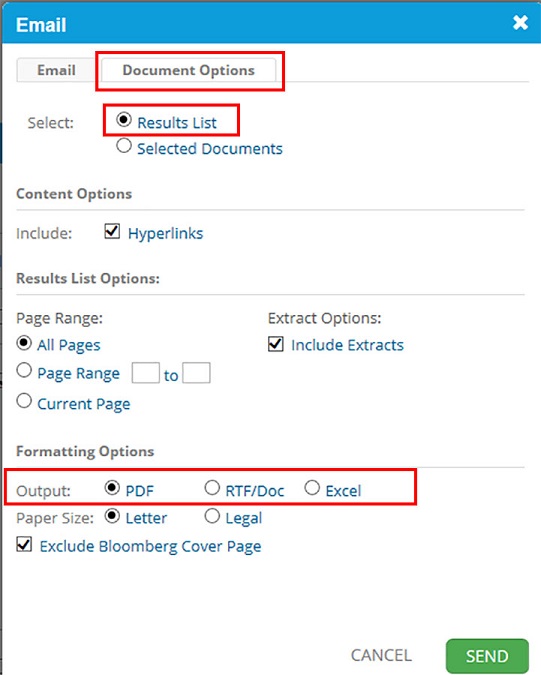 Email
Email Document Options
Select: Results List
Selected Documents
Content Options
Include: Hyperlinks
Results List Options:
Page Range: Extract Options:
All Pages Include Extracts
Page Range to
Current Page
Formatting Options
Output: PDF RTF/Doc Excel
Paper Size: Letter Legal
Exclude Bloomberg Cover Page
CANCEL SEND